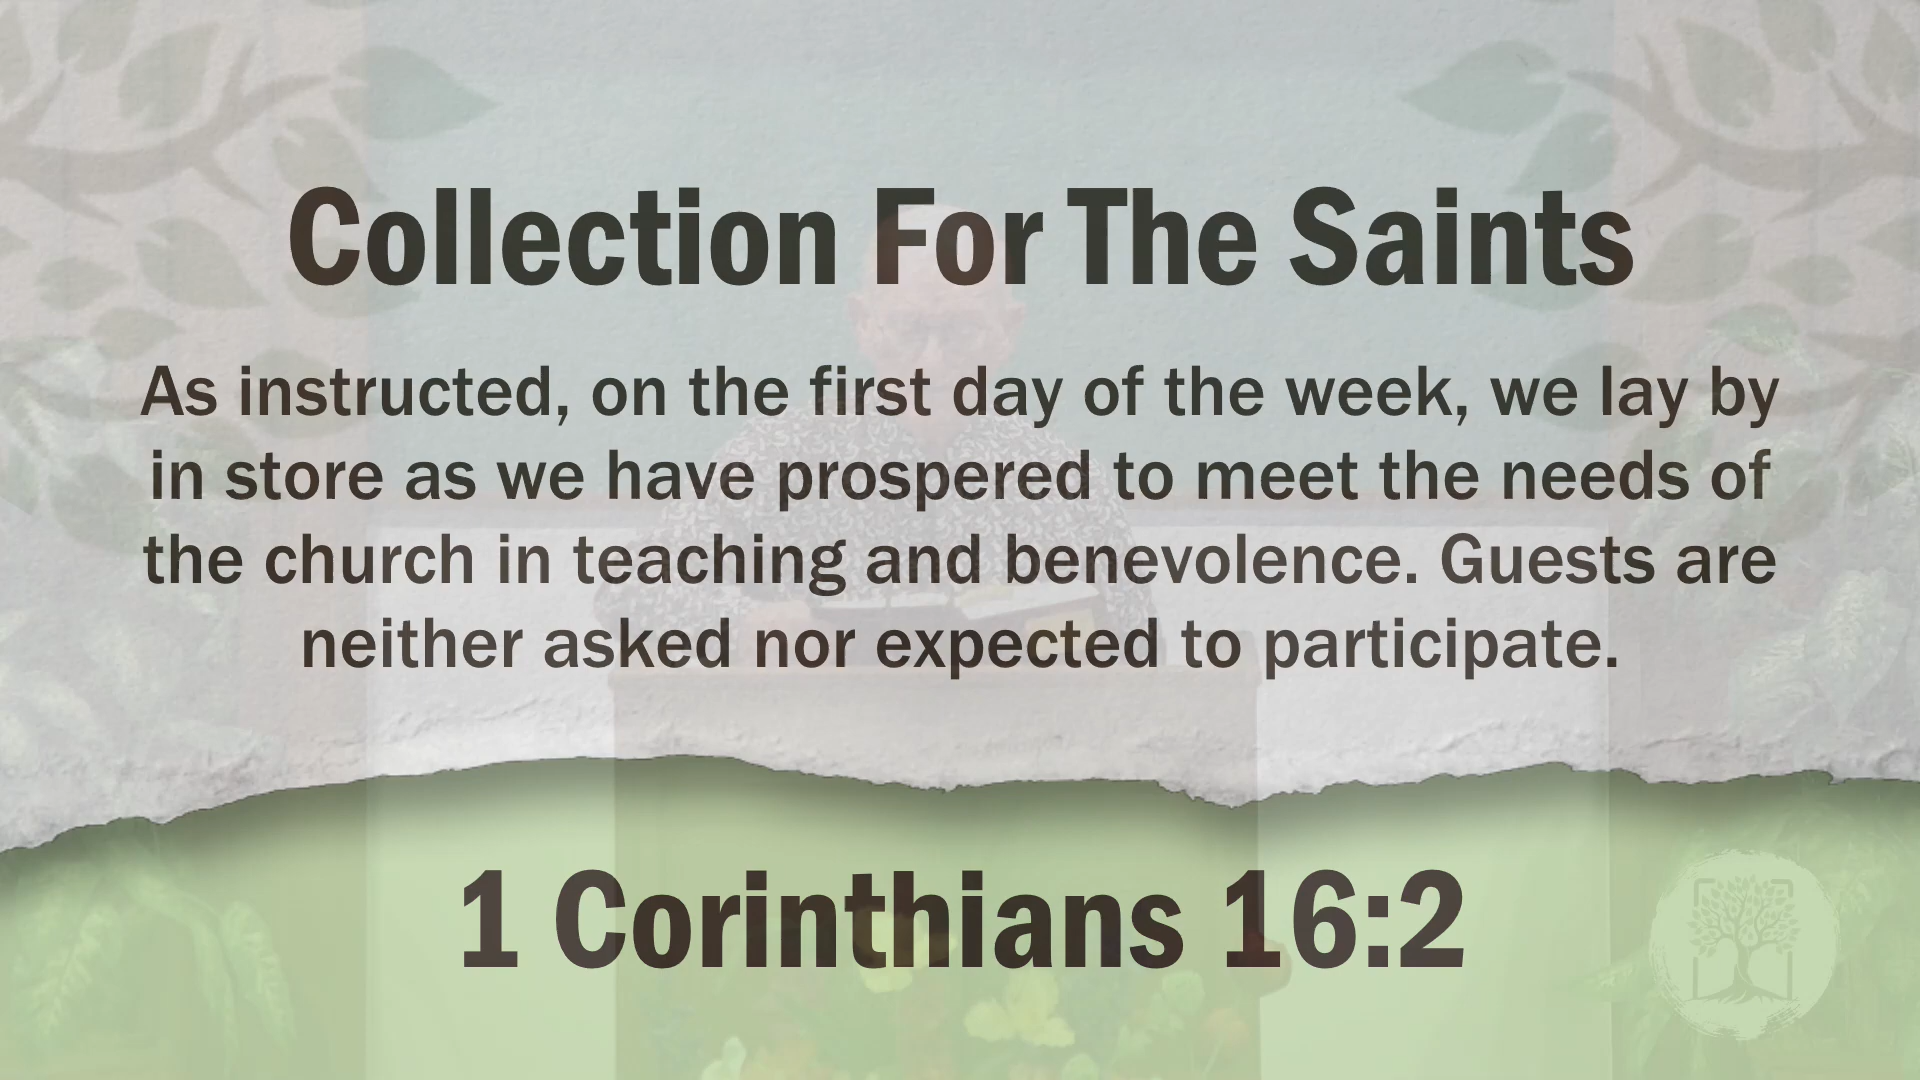 Collection For The Saints
As instructed, on the first day of the week, we lay by
in store as we have prospered to meet the needs of
the church in teaching and benevolence. Guests are
neither asked nor expected to participate.
1 Corinthians 16:2